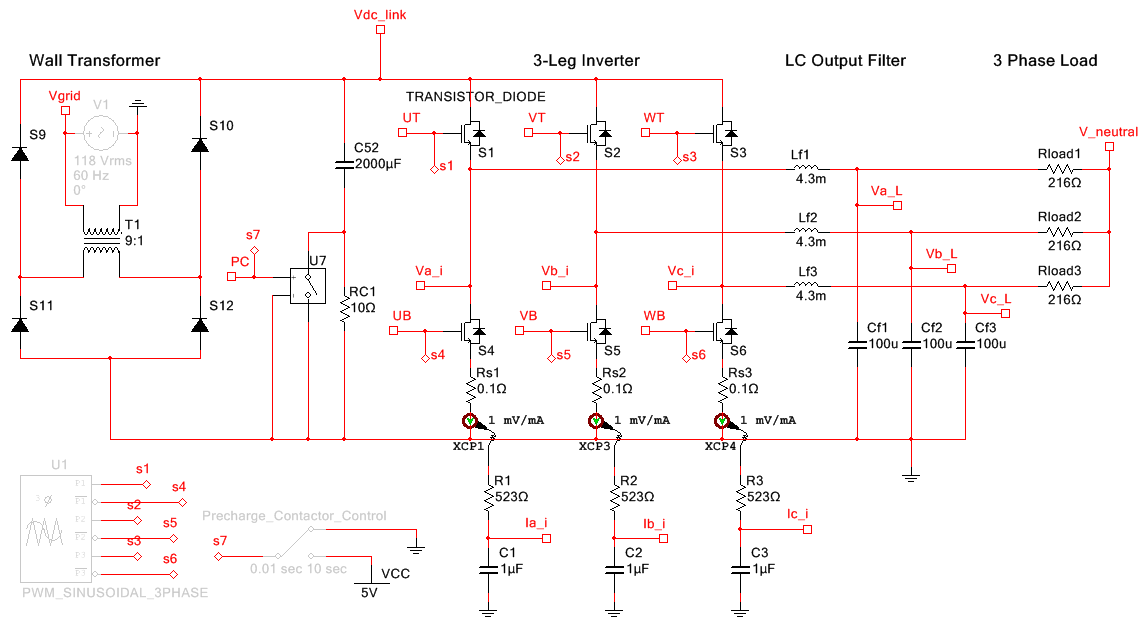 Vdc_link
Wall Transformer
3-Leg Inverter
LC Output Filter
3 Phase Load
Vgrid
V1
S9
S10
118 Vrms
60 Hz
0°
T1
9:1
S11
S12
C52
2000µF
s7
PC
U7
RC1
10Ω
TRANSISTOR_DIODE
UT
VT
WT
s1
S1
s2
S2
s3
S3
Lf1
4.3m
Lf2
4.3m
Lf3
4.3m
V_neutral
Rload1
216Ω
Rload2
216Ω
Rload3
216Ω
Va_L
Vb_L
Vc_L
Va_i
Vb_i
Vc_i
UB
VB
WB
s4
S4
s5
S5
s6
S6
Cf1
100u
Cf2
100u
Cf3
100u
Rs1
0.1Ω
Rs2
0.1Ω
Rs3
0.1Ω
1 mV/mA
1 mV/mA
1 mV/mA
XCP1
XCP3
XCP4
R1
523Ω
R2
523Ω
R3
523Ω
Ia_i
Ib_i
Ic_i
C1
1µF
C2
1µF
C3
1µF
U1
3 ϕ
P1
P1
P2
P2
P3
P3
s1
s4
s2
s5
s3
s6
PWM_SINUSOIDAL_3PHASE
Precharge_Contactor_Control
s7
0.01 sec 10 sec
VCC
5V